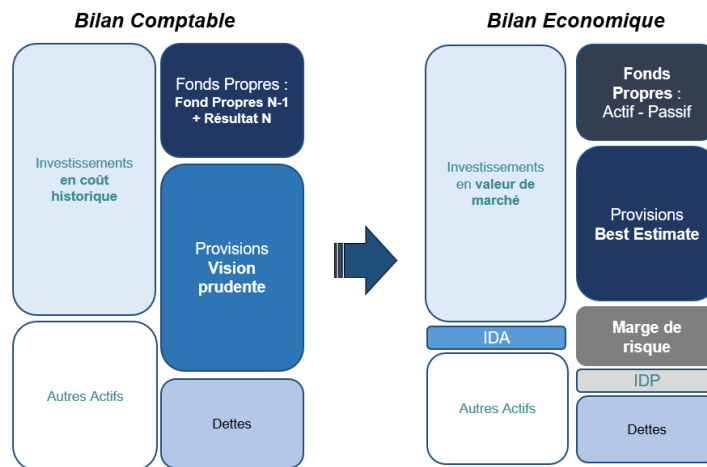 Bilan Comptable
Investissements
en coût
historique
Autres Actifs
Fonds Propres :
Fond Propres N-1
+ Résultat N
Provisions
Vision
prudente
Dettes
Bilan Economique
Investissements
en valeur de
marché
IDA
Autres Actifs
Fonds
Propres :
Actif - Passif
Provisions
Best Estimate
Marge de
risque
IDP
Dettes